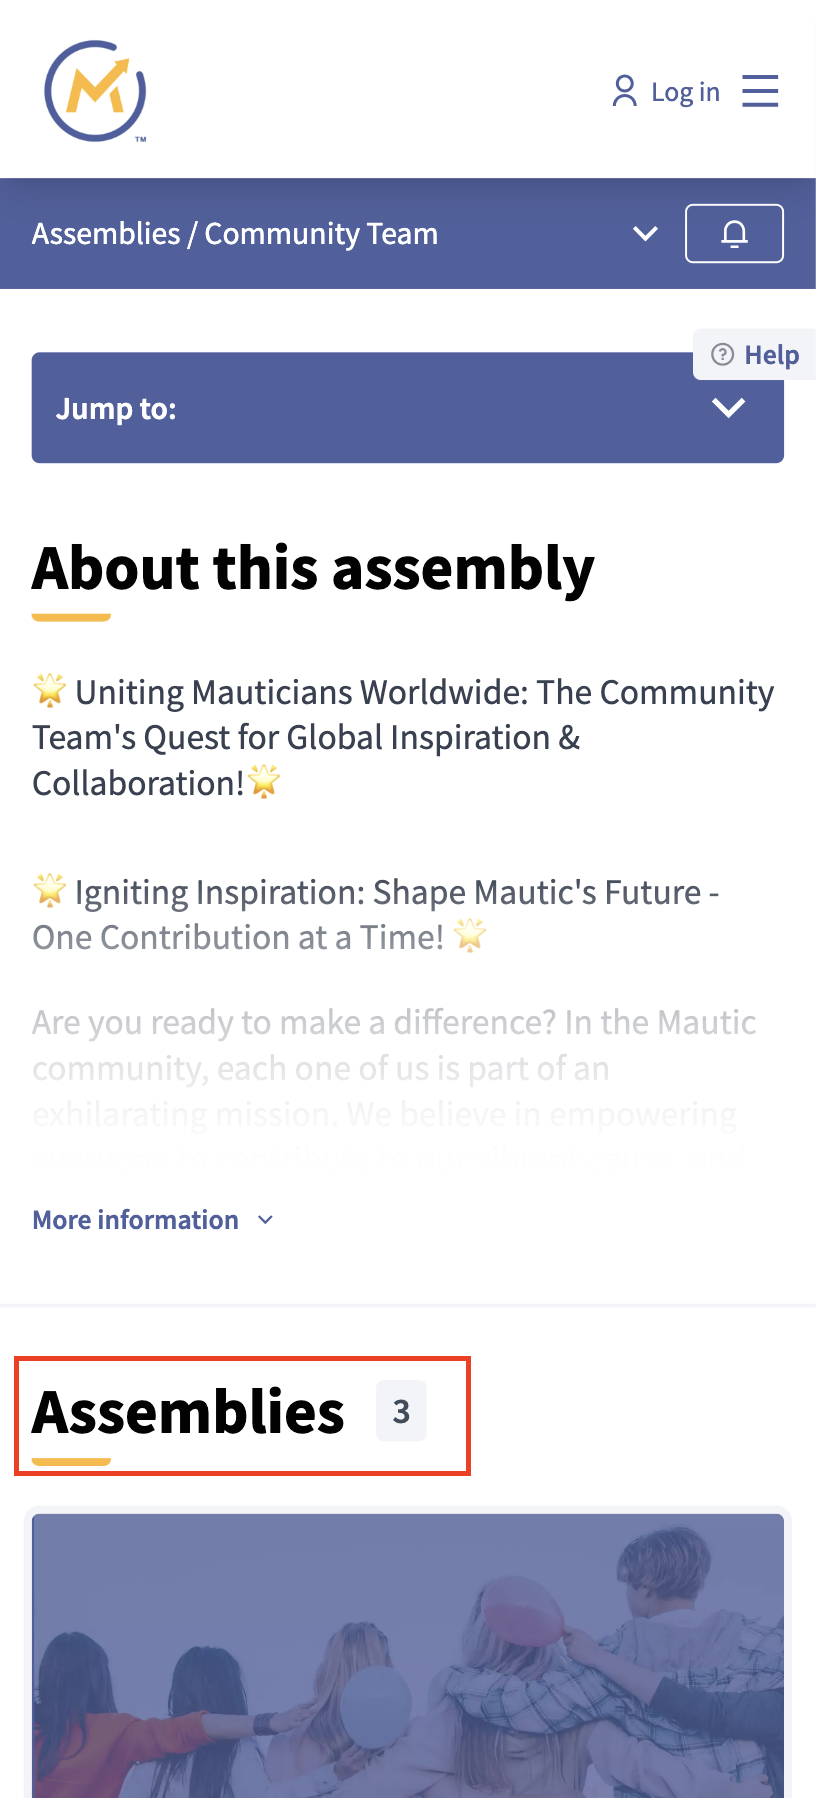 M
TM
Log in
Assemblies / Community Team
Help
Jump to:
About this assembly
🌟 Uniting Mauticians Worldwide: The Community
Team's Quest for Global Inspiration &
Collaboration!🌟
🌟 Igniting Inspiration: Shape Mautic's Future -
One Contribution at a Time! 🌟
Are you ready to make a difference? In the Mautic
community, each one of us is part of an
exhilarating mission. We believe in empowering
More information
Assemblies 3